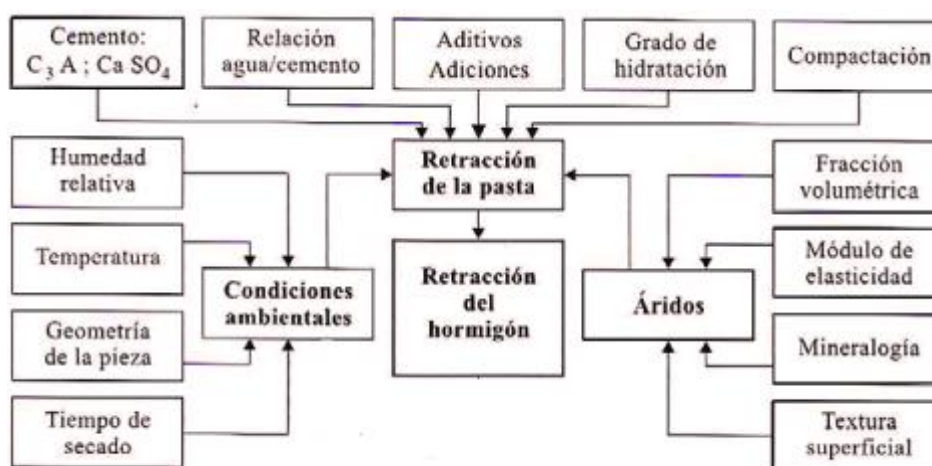 Cemento:
C₃ A ; Ca SO₄
Relación
agua/cemento
Aditivos
Adiciones
Grado de
hidratación
Compactación
Humedad
relativa
Retracción
de la pasta
Fracción
volumétrica
Temperatura
Condiciones
ambientales
Retracción
del
hormigón
Áridos
Módulo de
elasticidad
Geometría
de la pieza
Mineralogía
Tiempo de
secado
Textura
superficial